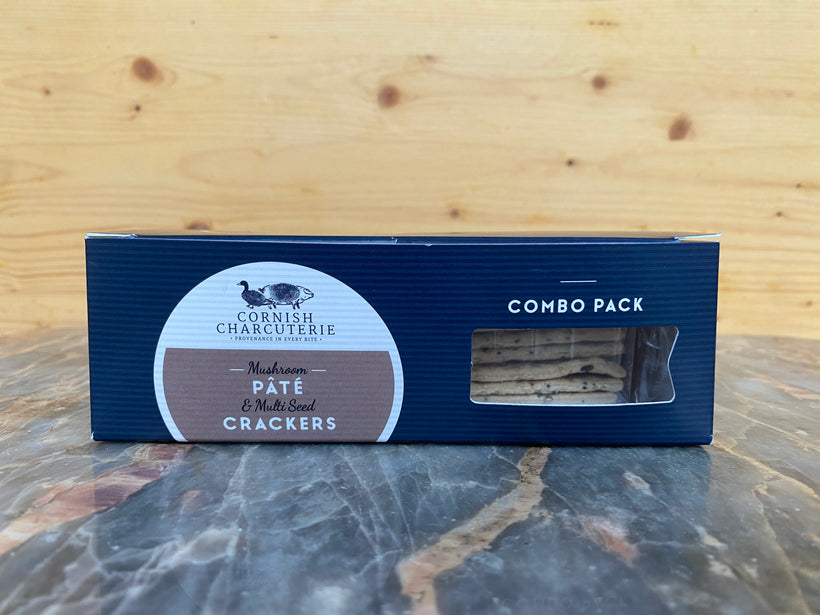 CORNISH
CHARCUTERIE
• PROVENANCE IN EVERY BITE •
Mushroom
PÂTÉ
& Multi Seed
CRACKERS
COMBO PACK